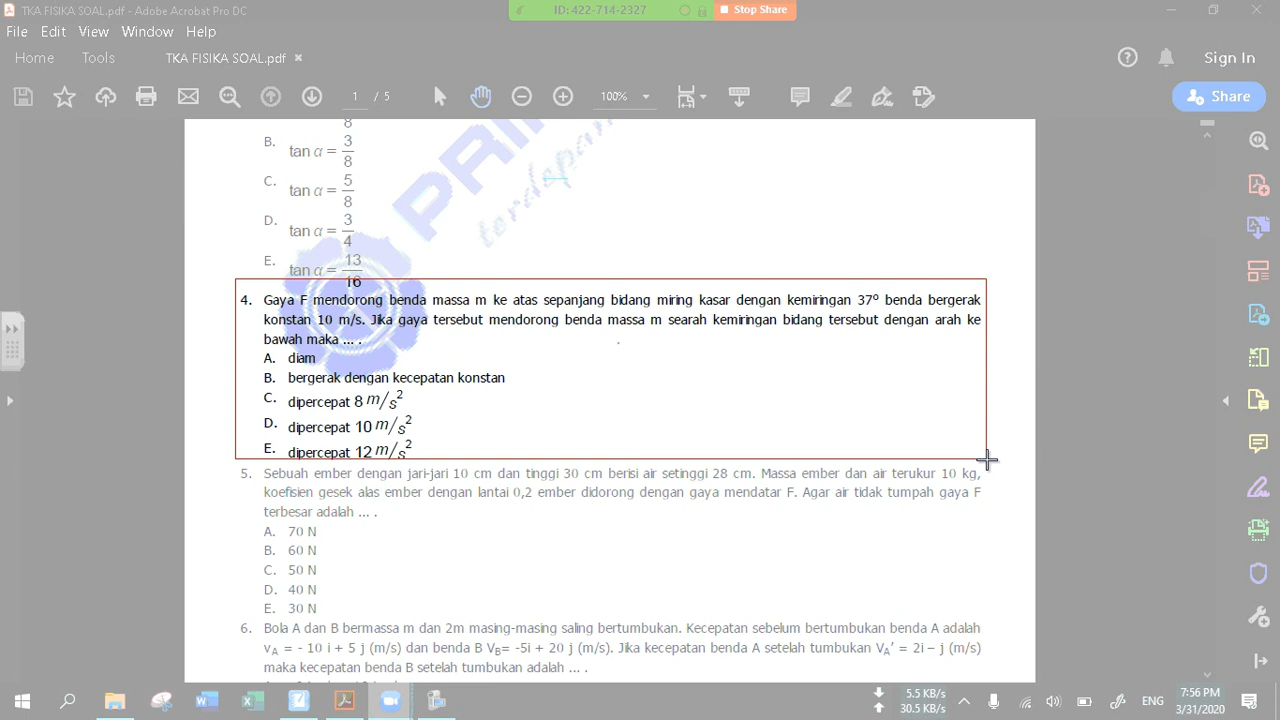 TKA FISIKA SOAL.pdf - Adobe Acrobat Pro DC
ID: 422-714-2327
Stop Share
File Edit View Window Help
Home Tools TKA FISIKA SOAL.pdf × Sign In
1 / 5 100% Share
PRIM
terdepan
8
B. tan α = 3/8
C. tan α = 5/8
D. tan α = 3/4
E. tan α = 13/16
4. Gaya F mendorong benda massa m ke atas sepanjang bidang miring kasar dengan kemiringan 37º benda bergerak
konstan 10 m/s. Jika gaya tersebut mendorong benda massa m searah kemiringan bidang tersebut dengan arah ke
bawah maka ... .
A. diam
B. bergerak dengan kecepatan konstan
C. dipercepat 8 m/s²
D. dipercepat 10 m/s²
E. dipercepat 12 m/s²
5. Sebuah ember dengan jari-jari 10 cm dan tinggi 30 cm berisi air setinggi 28 cm. Massa ember dan air terukur 10 kg,
koefisien gesek alas ember dengan lantai 0,2 ember didorong dengan gaya mendatar F. Agar air tidak tumpah gaya F
terbesar adalah ... .
A. 70 N
B. 60 N
C. 50 N
D. 40 N
E. 30 N
6. Bola A dan B bermassa m dan 2m masing-masing saling bertumbukan. Kecepatan sebelum bertumbukan benda A adalah
vA = - 10 i + 5 j (m/s) dan benda B VB= -5i + 20 j (m/s). Jika kecepatan benda A setelah tumbukan VA' = 2i – j (m/s)
maka kecepatan benda B setelah tumbukan adalah ... .
5.5 KB/s
30.5 KB/s
ENG
7:56 PM
3/31/2020